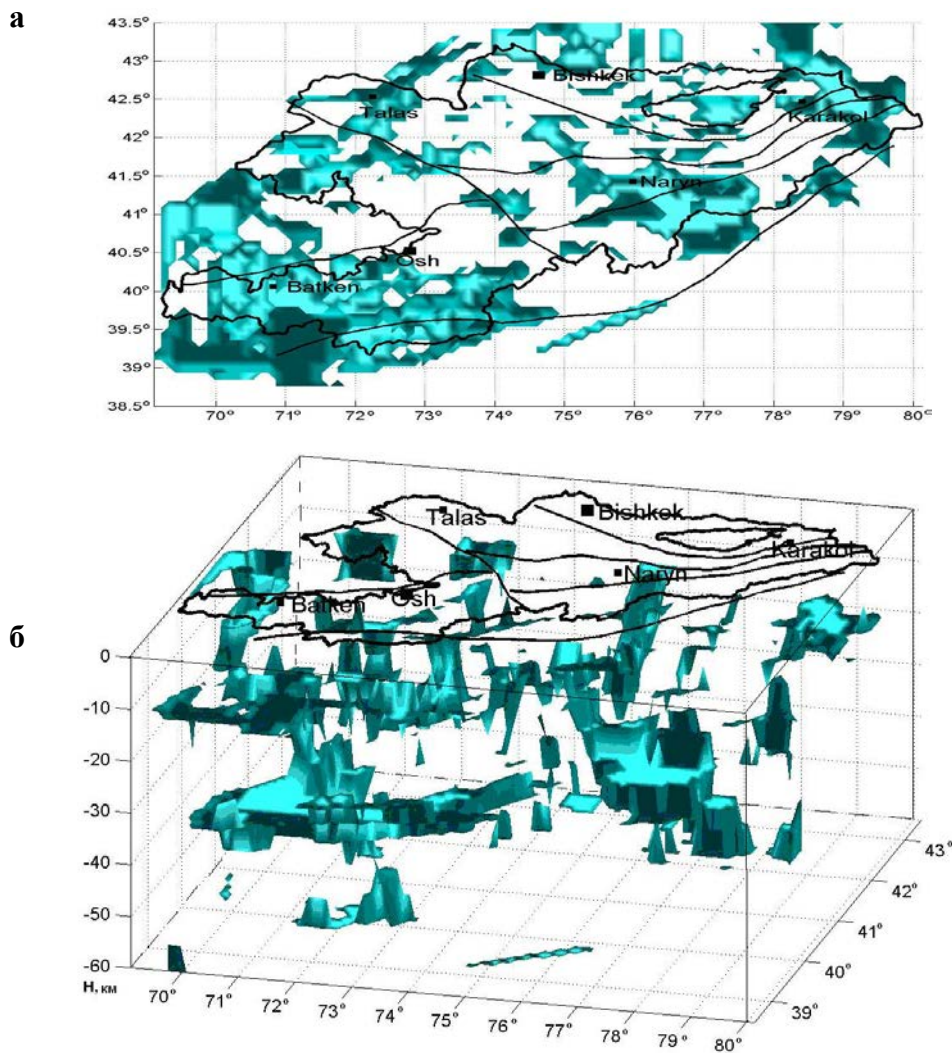 а
43.5°
43°
42.5°
42°
41.5°
41°
40.5°
40°
39.5°
39°
38.5°
Bishkek
Talas
Karakol
Naryn
Osh
Batken
70° 71° 72° 73° 74° 75° 76° 77° 78° 79° 80°
б
Talas
Bishkek
Karakol
Naryn
Osh
Batken
0
-10
-20
-30
-40
-50
-60
Н, км
70° 71° 72° 73° 74° 75° 76° 77° 78° 79° 80°
43°
42°
41°
40°
39°